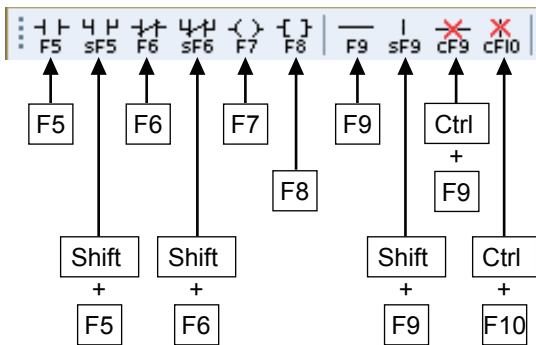 F5 sF5 F6 sF6 F7 F8 F9 sF9 cF9 cF10
F5 F6 F7 F9 Ctrl
+
F8 F9
Shift Shift Shift Ctrl
+ + + +
F5 F6 F9 F10